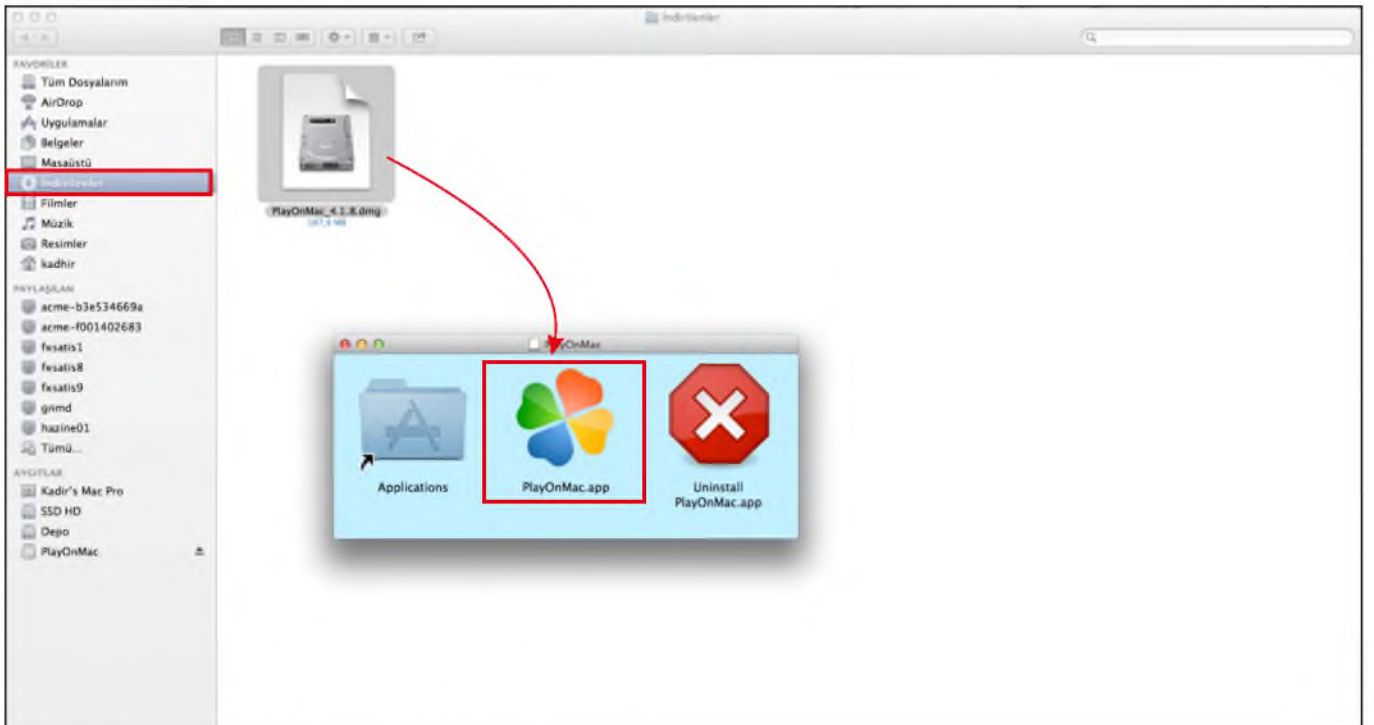 İndirilenler
FAVORİLER
Tüm Dosyalarım
AirDrop
Uygulamalar
Belgeler
Masaüstü
İndirilenler
Filmler
Müzik
Resimler
kadhir
PAYLAŞILAN
acme-b3e534669a
acme-f001402683
fxsatis1
fxsatis8
fxsatis9
gnmd
hazine01
Tümü...
AYGITLAR
Kadir's Mac Pro
SSD HD
Depo
PlayOnMac
PlayOnMac_4.1.8.dmg
PlayOnMac
Applications
PlayOnMac.app
Uninstall
PlayOnMac.app